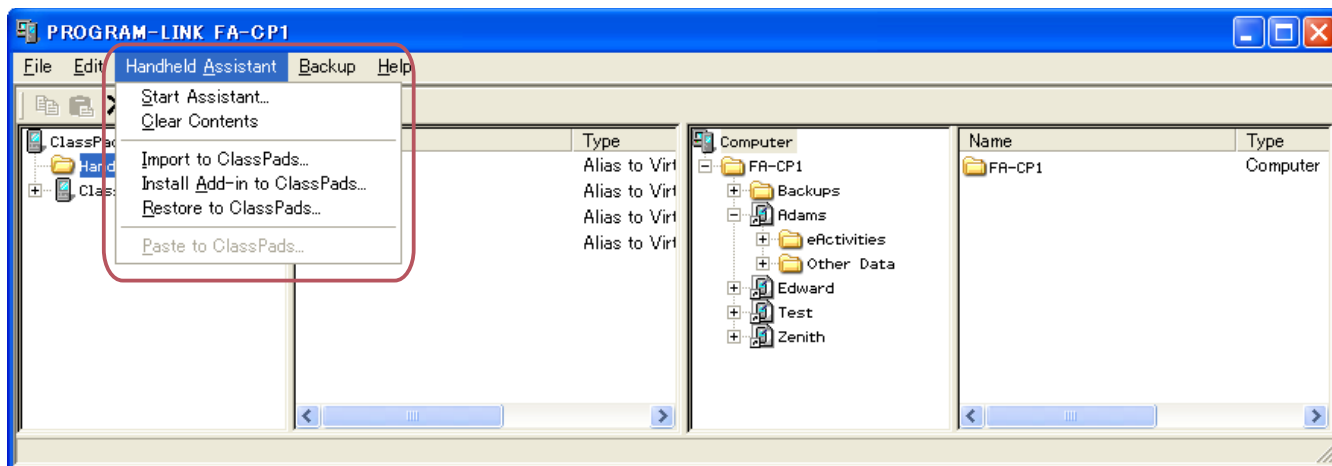 PROGRAM-LINK FA-CP1
File Edit Handheld Assistant Backup Help
Start Assistant...
Clear Contents
Import to ClassPads...
Install Add-in to ClassPads...
Restore to ClassPads...
Paste to ClassPads...
ClassPad
Hand
Clas
Type
Alias to Virt
Alias to Virt
Alias to Virt
Alias to Virt
Computer
FA-CP1
Backups
Adams
eActivities
Other Data
Edward
Test
Zenith
Name Type
FA-CP1 Computer